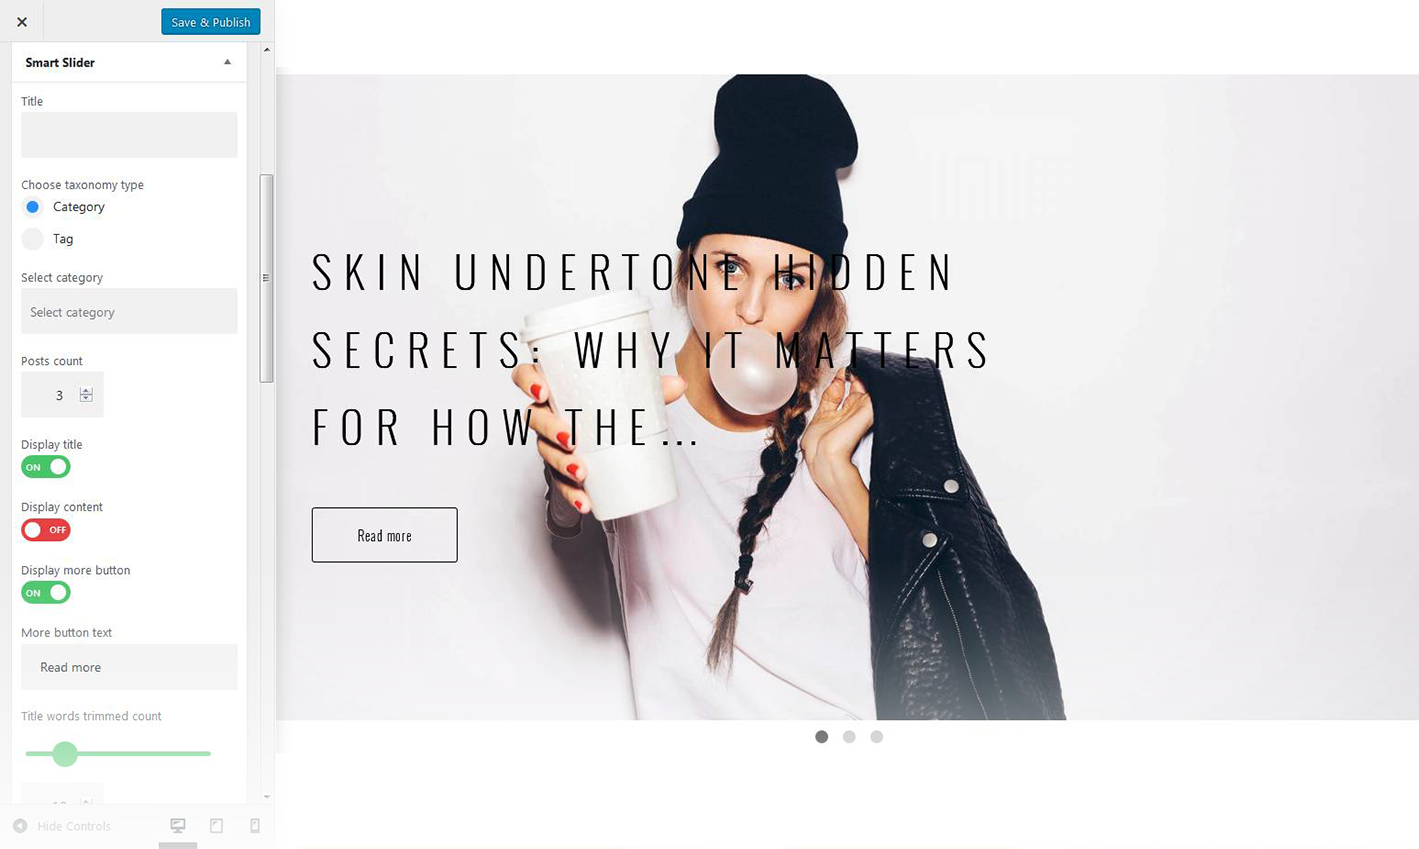 Save & Publish
Smart Slider
Title
Choose taxonomy type
Category
Tag
Select category
Select category
Posts count
3
Display title
ON
Display content
OFF
Display more button
ON
More button text
Read more
Title words trimmed count
Hide Controls
SKIN UNDERTONE HIDDEN
SECRETS: WHY IT MATTERS
FOR HOW THE...
Read more